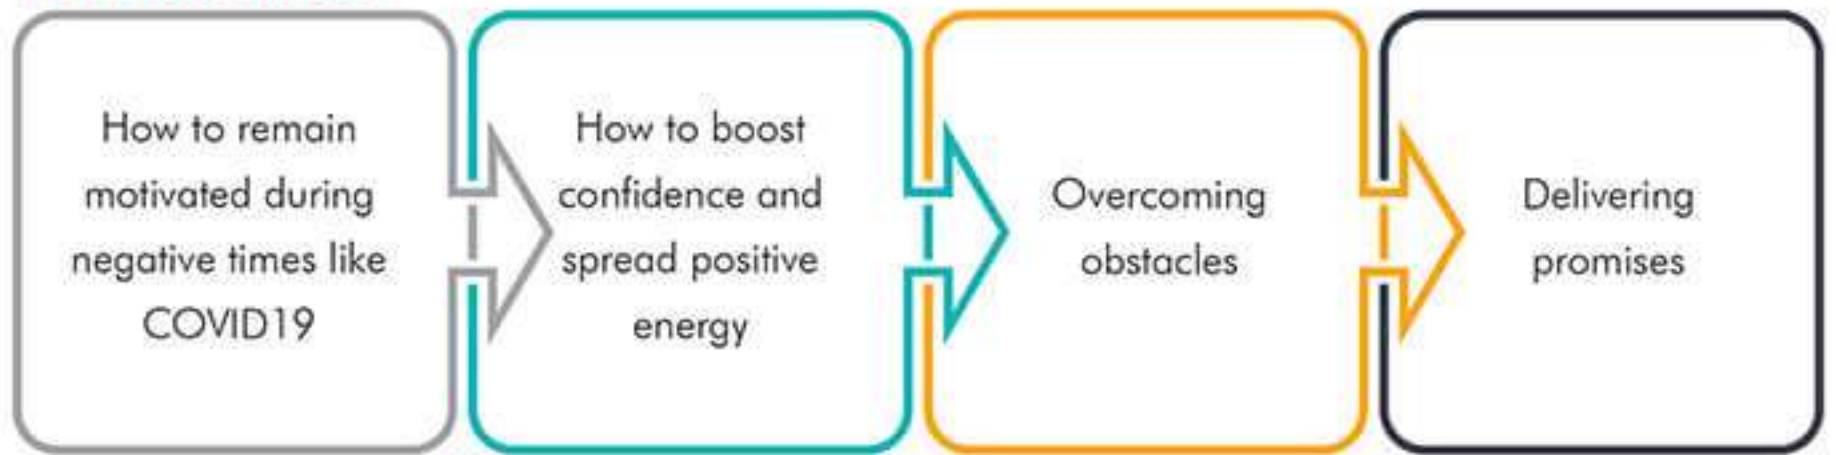 How to remain
motivated during
negative times like
COVID19
How to boost
confidence and
spread positive
energy
Overcoming
obstacles
Delivering
promises